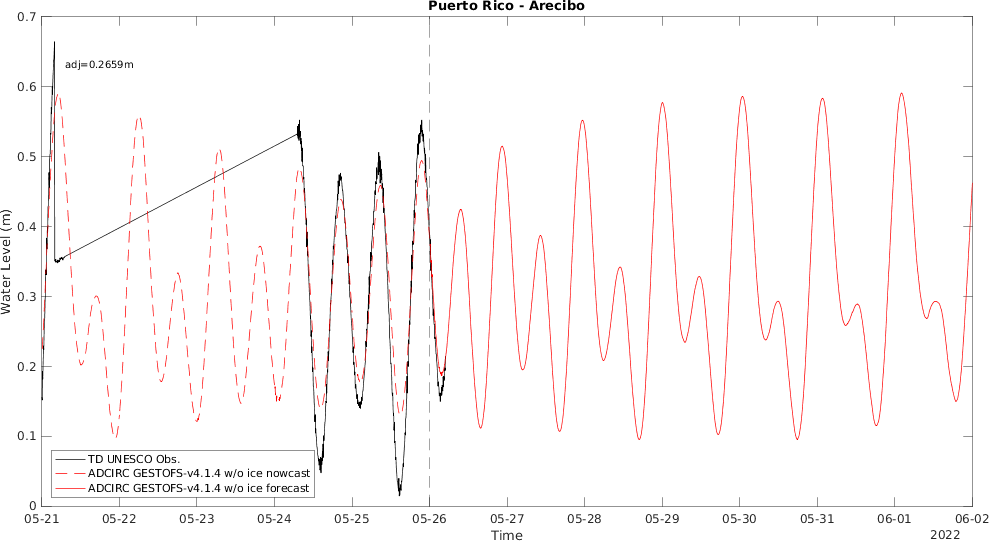 Puerto Rico - Arecibo
0.7
0.6
0.5
0.4
0.3
0.2
0.1
0
Water Level (m)
adj=0.2659m
TD UNESCO Obs.
ADCIRC GESTOFS-v4.1.4 w/o ice nowcast
ADCIRC GESTOFS-v4.1.4 w/o ice forecast
05-21 05-22 05-23 05-24 05-25 05-26 05-27 05-28 05-29 05-30 05-31 06-01 06-02
Time
2022